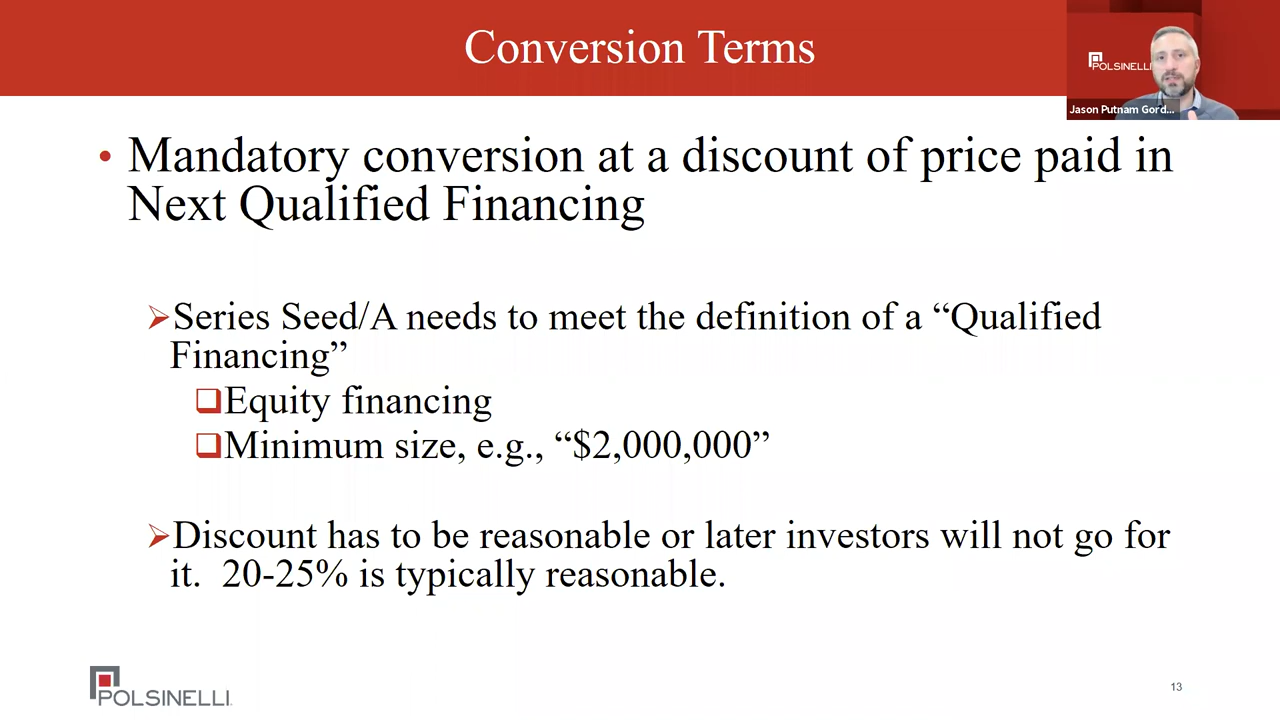 Conversion Terms
POLSINELLI
Jason Putnam Gord...
• Mandatory conversion at a discount of price paid in
Next Qualified Financing
➢Series Seed/A needs to meet the definition of a “Qualified
Financing”
❑Equity financing
❑Minimum size, e.g., “$2,000,000”
➢Discount has to be reasonable or later investors will not go for
it. 20-25% is typically reasonable.
POLSINELLI
13